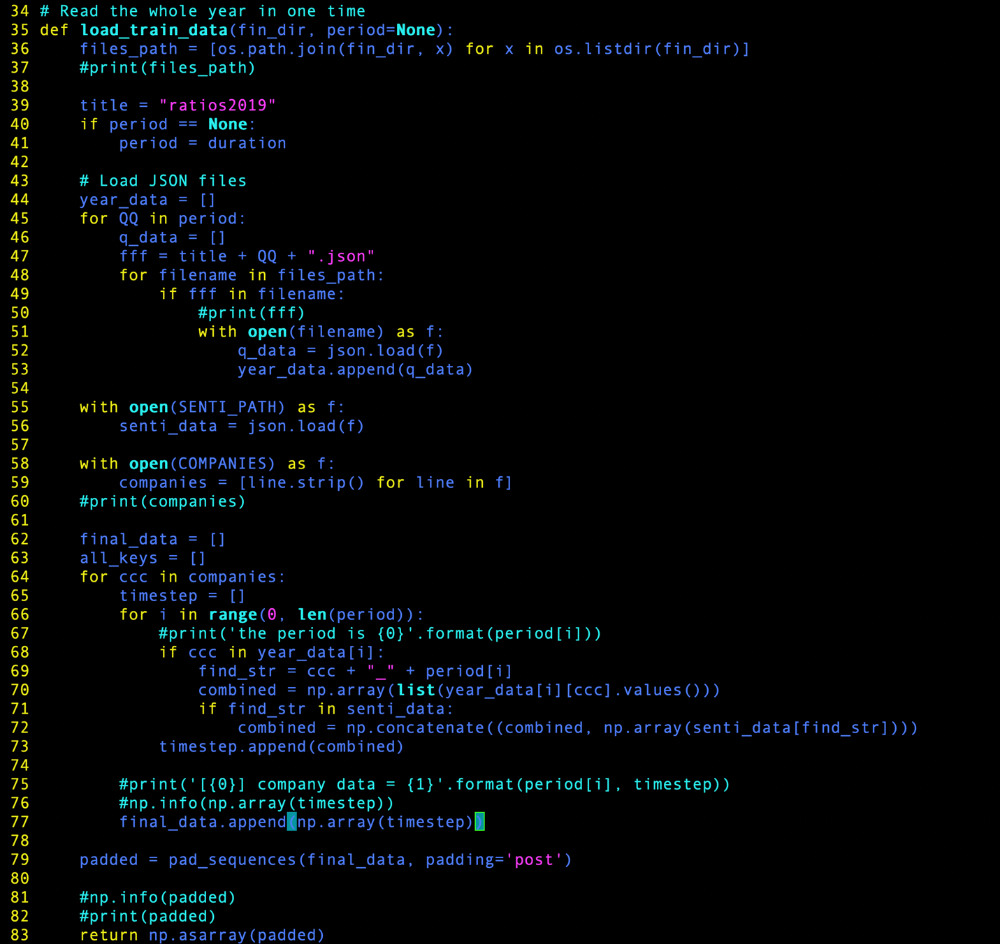 34 # Read the whole year in one time
35 def load_train_data(fin_dir, period=None):
36     files_path = [os.path.join(fin_dir, x) for x in os.listdir(fin_dir)]
37     #print(files_path)
38
39     title = "ratios2019"
40     if period == None:
41         period = duration
42
43     # Load JSON files
44     year_data = []
45     for QQ in period:
46         q_data = []
47         fff = title + QQ + ".json"
48         for filename in files_path:
49             if fff in filename:
50                 #print(fff)
51                 with open(filename) as f:
52                     q_data = json.load(f)
53                     year_data.append(q_data)
54
55     with open(SENTI_PATH) as f:
56         senti_data = json.load(f)
57
58     with open(COMPANIES) as f:
59         companies = [line.strip() for line in f]
60     #print(companies)
61
62     final_data = []
63     all_keys = []
64     for ccc in companies:
65         timestep = []
66         for i in range(0, len(period)):
67             #print('the period is {0}'.format(period[i]))
68             if ccc in year_data[i]:
69                 find_str = ccc + "_" + period[i]
70                 combined = np.array(list(year_data[i][ccc].values()))
71                 if find_str in senti_data:
72                     combined = np.concatenate((combined, np.array(senti_data[find_str])))
73             timestep.append(combined)
74
75         #print('[{0}] company data = {1}'.format(period[i], timestep))
76         #np.info(np.array(timestep))
77         final_data.append(np.array(timestep))
78
79     padded = pad_sequences(final_data, padding='post')
80
81     #np.info(padded)
82     #print(padded)
83     return np.asarray(padded)